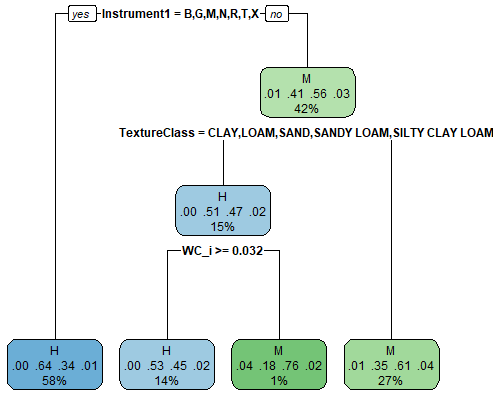 yes Instrument1 = B,G,M,N,R,T,X no
M
.01 .41 .56 .03
42%
TextureClass = CLAY,LOAM,SAND,SANDY LOAM,SILTY CLAY LOAM
H
.00 .51 .47 .02
15%
WC_i >= 0.032
H
.00 .64 .34 .01
58%
H
.00 .53 .45 .02
14%
M
.04 .18 .76 .02
1%
M
.01 .35 .61 .04
27%